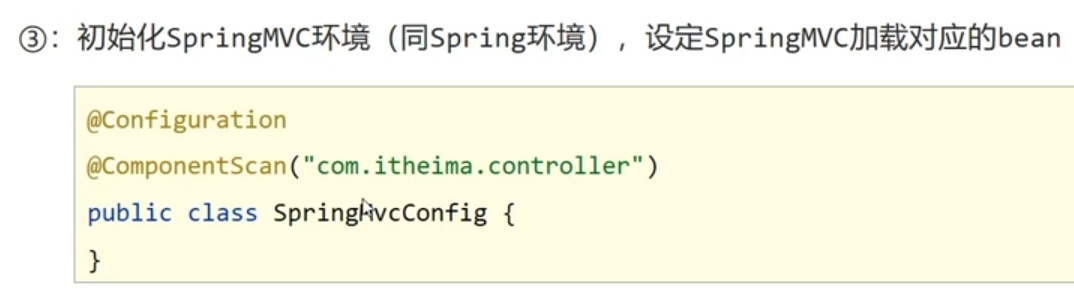 ③：初始化SpringMVC环境（同Spring环境），设定SpringMVC加载对应的bean
@Configuration
@ComponentScan("com.itheima.controller")
public class SpringMvcConfig {
}